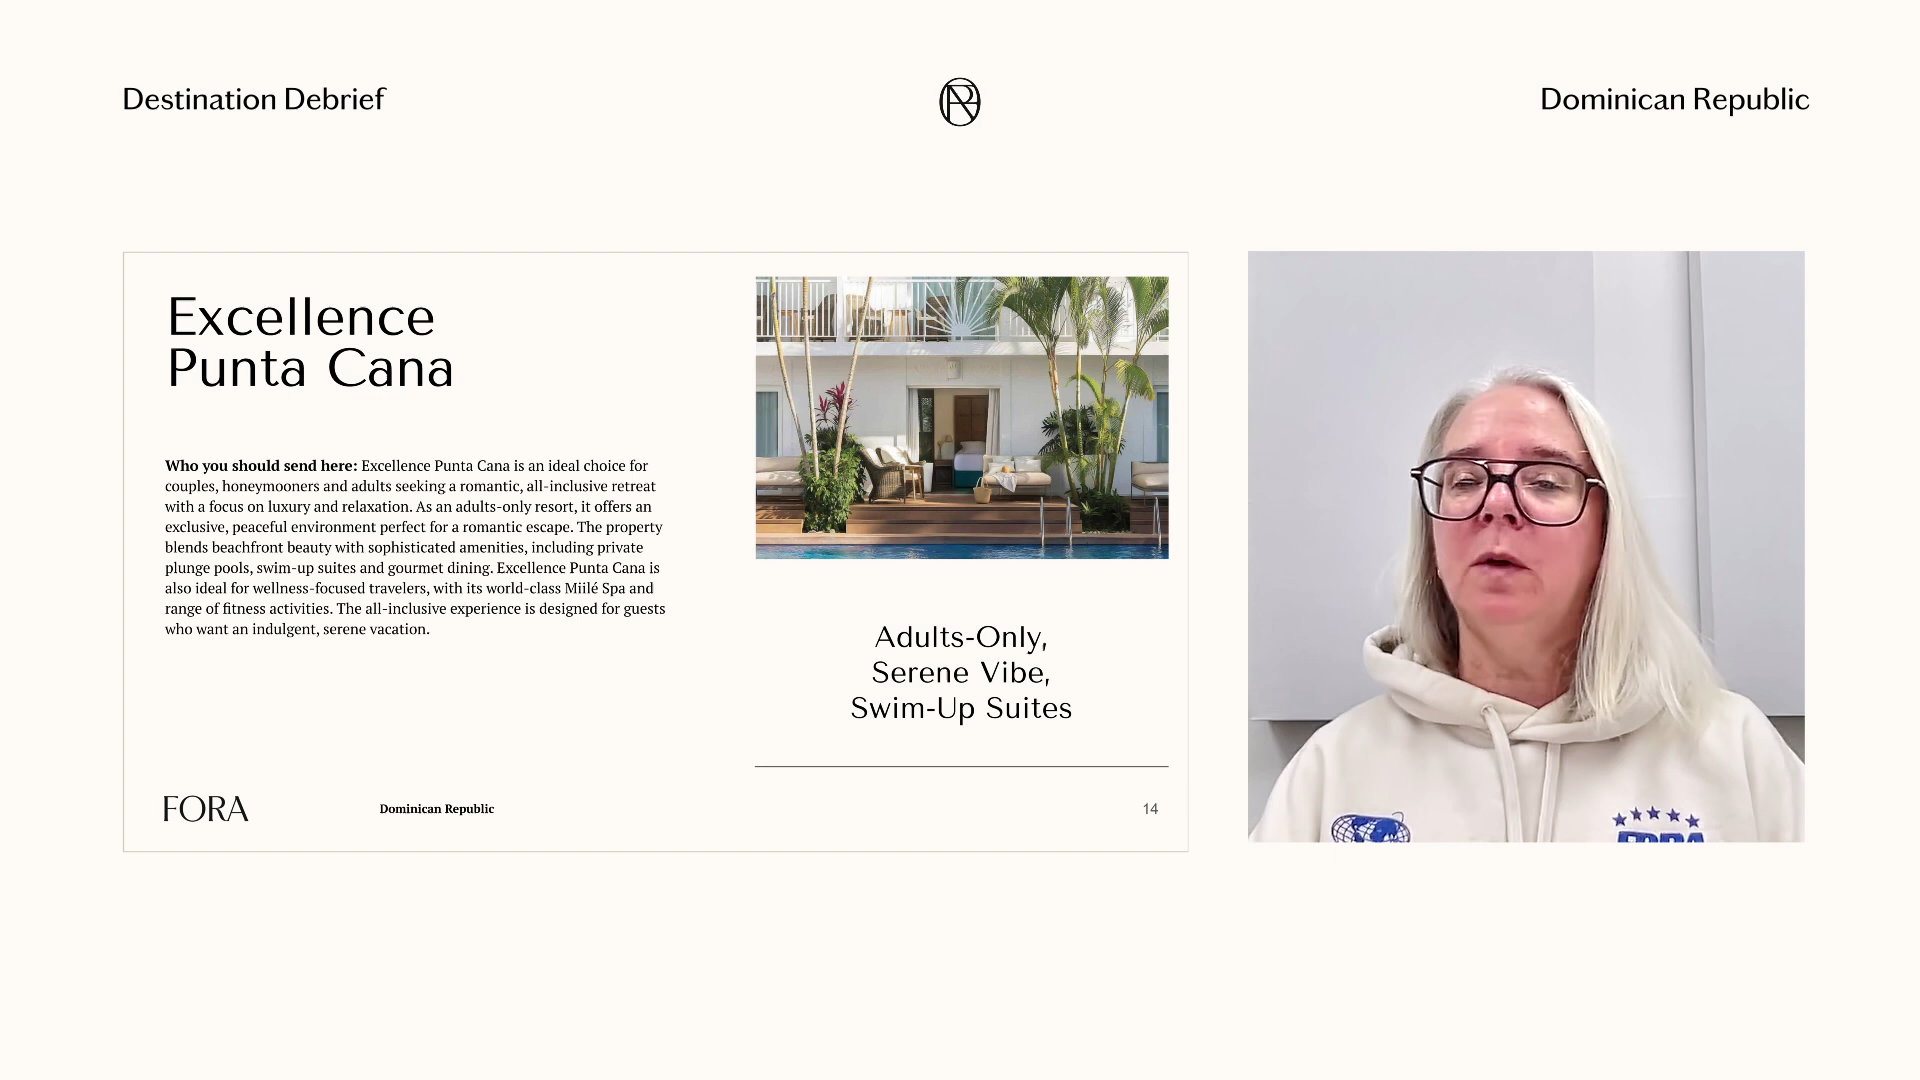 Destination Debrief
Dominican Republic
Excellence
Punta Cana
Who you should send here: Excellence Punta Cana is an ideal choice for
couples, honeymooners and adults seeking a romantic, all-inclusive retreat
with a focus on luxury and relaxation. As an adults-only resort, it offers an
exclusive, peaceful environment perfect for a romantic escape. The property
blends beachfront beauty with sophisticated amenities, including private
plunge pools, swim-up suites and gourmet dining. Excellence Punta Cana is
also ideal for wellness-focused travelers, with its world-class Miilé Spa and
range of fitness activities. The all-inclusive experience is designed for guests
who want an indulgent, serene vacation.
Adults-Only,
Serene Vibe,
Swim-Up Suites
FORA
Dominican Republic
14
FORA